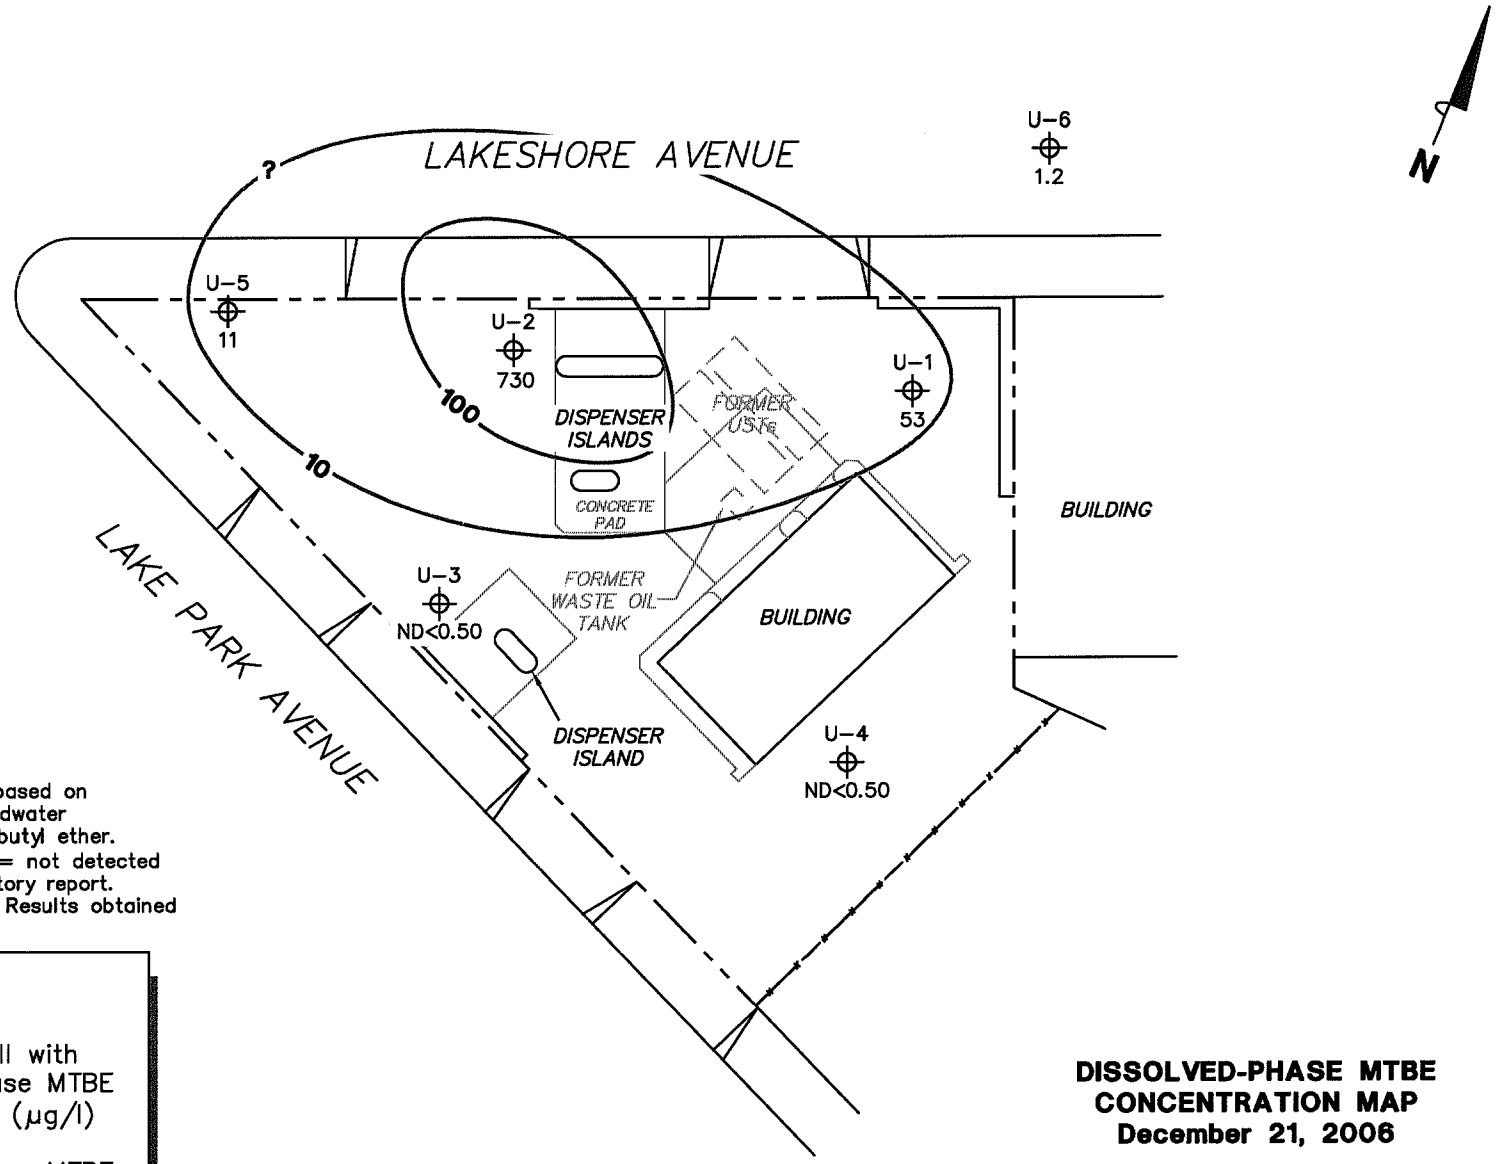 U-6
1.2
N
?
LAKESHORE AVENUE
U-5
11
U-2
730
U-1
53
100
10
DISPENSER
ISLANDS
FORMER
USTs
CONCRETE
PAD
BUILDING
LAKE PARK AVENUE
U-3
ND<0.50
FORMER
WASTE OIL
TANK
BUILDING
DISPENSER
ISLAND
U-4
ND<0.50
based on
dwater
butyl ether.
= not detected
tory report.
Results obtained
ll with
se MTBE
(µg/l)
MTBE
DISSOLVED-PHASE MTBE
CONCENTRATION MAP
December 21, 2006